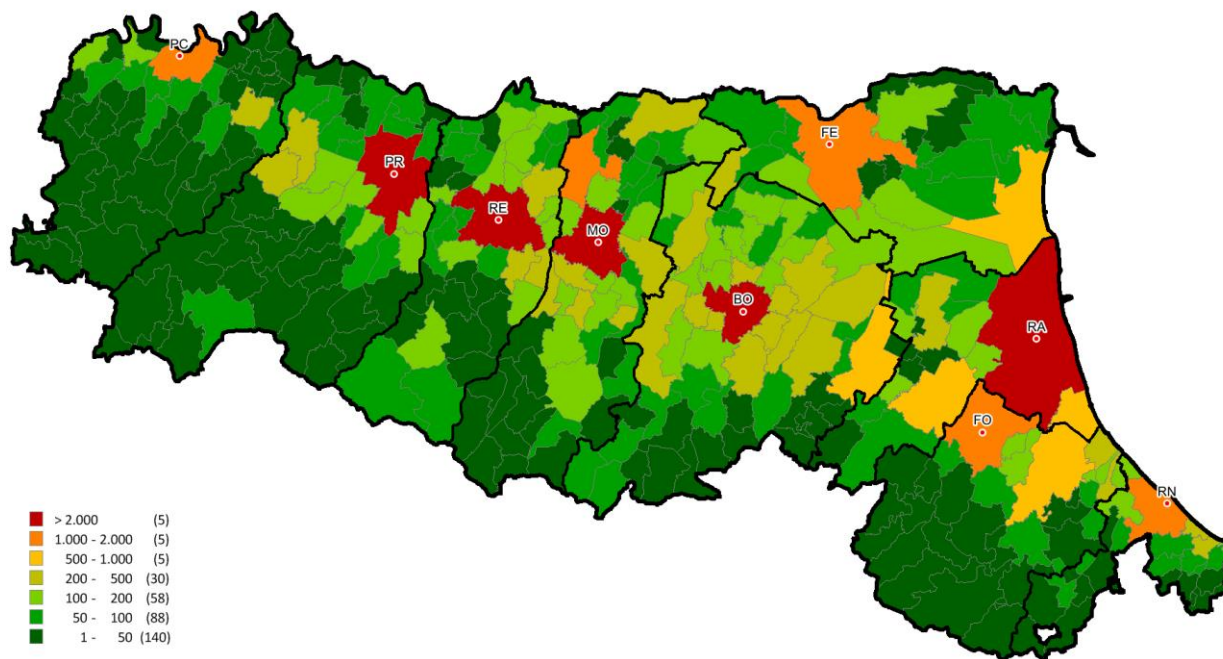 PC
FE
PR
RE
MO
BO
RA
FO
RN
> 2.000 (5)
1.000 - 2.000 (5)
500 - 1.000 (5)
200 - 500 (30)
100 - 200 (58)
50 - 100 (88)
1 - 50 (140)